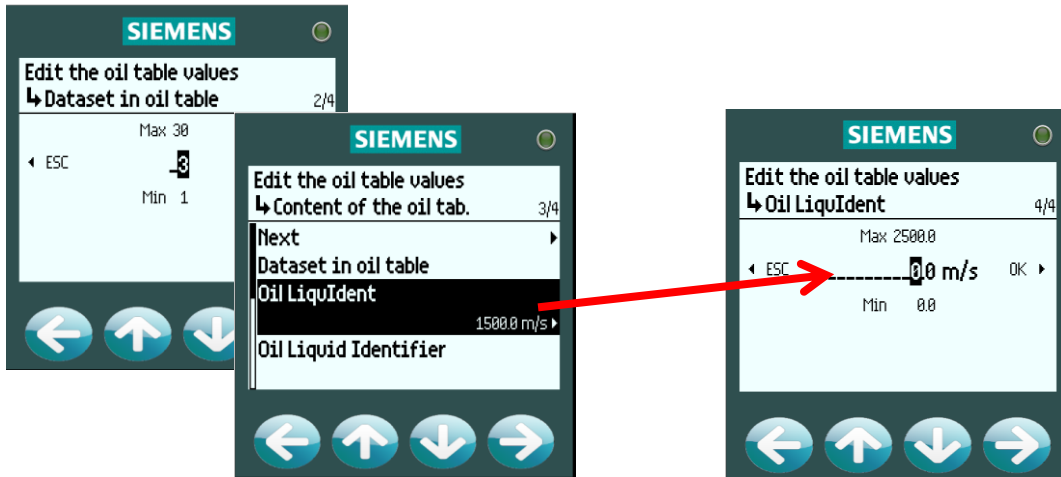 SIEMENS
Edit the oil table values
↳Dataset in oil table 2/4
Max 30
ESC _3
Min 1
SIEMENS
Edit the oil table values
↳Content of the oil tab. 3/4
Next
Dataset in oil table
Oil LiquIdent
1500.0 m/s
Oil Liquid Identifier
SIEMENS
Edit the oil table values
↳Oil LiquIdent 4/4
Max 2500.0
ESC _________0.0 m/s OK
Min 0.0